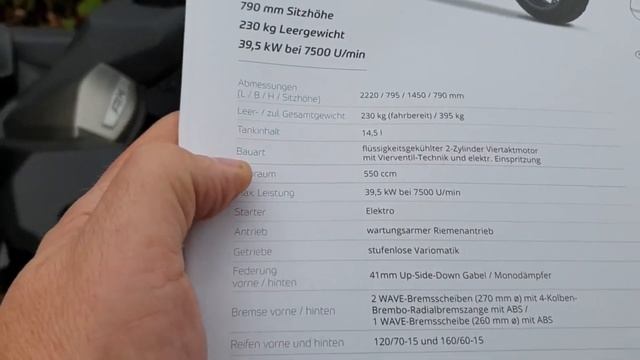 790 mm Sitzhöhe
230 kg Leergewicht
39,5 kW bei 7500 U/min
Abmessungen
(L / B / H / Sitzhöhe) 2220 / 795 / 1450 / 790 mm
Leer- / zul. Gesamtgewicht 230 kg (fahrbereit) / 395 kg
Tankinhalt 14,5 l
Bauart flüssigkeitsgekühlter 2-Zylinder Viertaktmotor
mit Vierventil-Technik und elektr. Einspritzung
raum 550 ccm
Leistung 39,5 kW bei 7500 U/min
Starter Elektro
Antrieb wartungsarmer Riemenantrieb
Getriebe stufenlose Variomatik
Federung
vorne / hinten 41mm Up-Side-Down Gabel / Monodämpfer
Bremse vorne / hinten 2 WAVE-Bremsscheiben (270 mm ø) mit 4-Kolben-
Brembo-Radialbremszange mit ABS /
1 WAVE-Bremsscheibe (260 mm ø) mit ABS
Reifen vorne und hinten 120/70-15 und 160/60-15